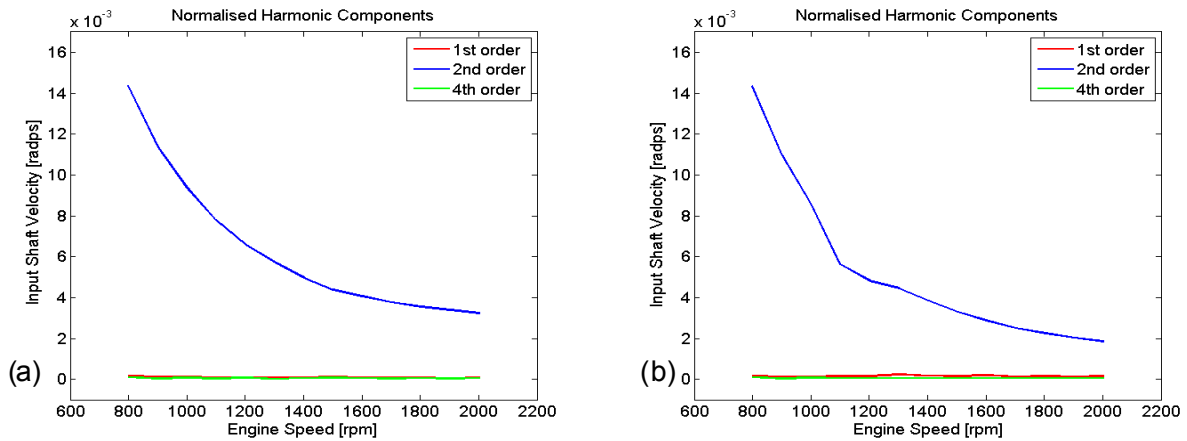 Normalised Harmonic Components
x 10-3
16
14
12
10
8
6
4
2
0
Input Shaft Velocity [radps]
1st order
2nd order
4th order
600 800 1000 1200 1400 1600 1800 2000 2200
Engine Speed [rpm]
(a)
Normalised Harmonic Components
x 10-3
16
14
12
10
8
6
4
2
0
Input Shaft Velocity [radps]
1st order
2nd order
4th order
600 800 1000 1200 1400 1600 1800 2000 2200
Engine Speed [rpm]
(b)